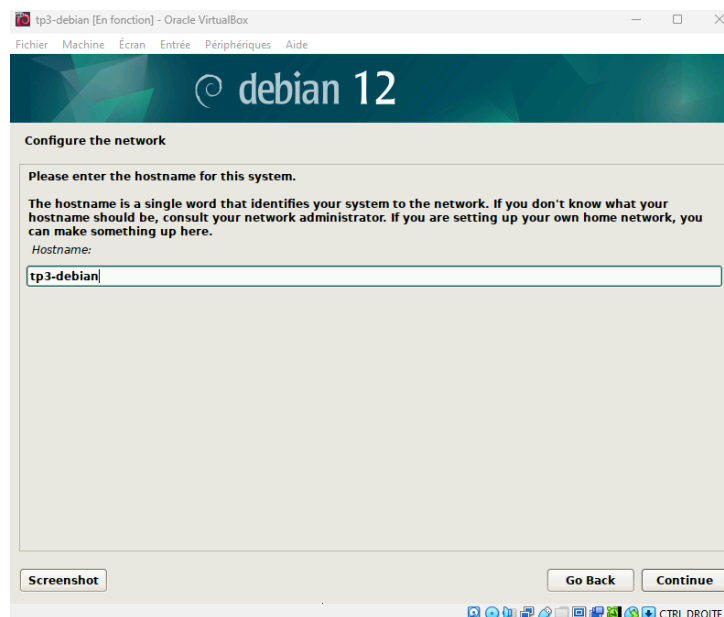 tp3-debian [En fonction] - Oracle VirtualBox
Fichier Machine Écran Entrée Périphériques Aide
debian 12
Configure the network
Please enter the hostname for this system.
The hostname is a single word that identifies your system to the network. If you don't know what your
hostname should be, consult your network administrator. If you are setting up your own home network, you
can make something up here.
Hostname:
tp3-debian
Screenshot
Go Back
Continue
CTRL DROITE